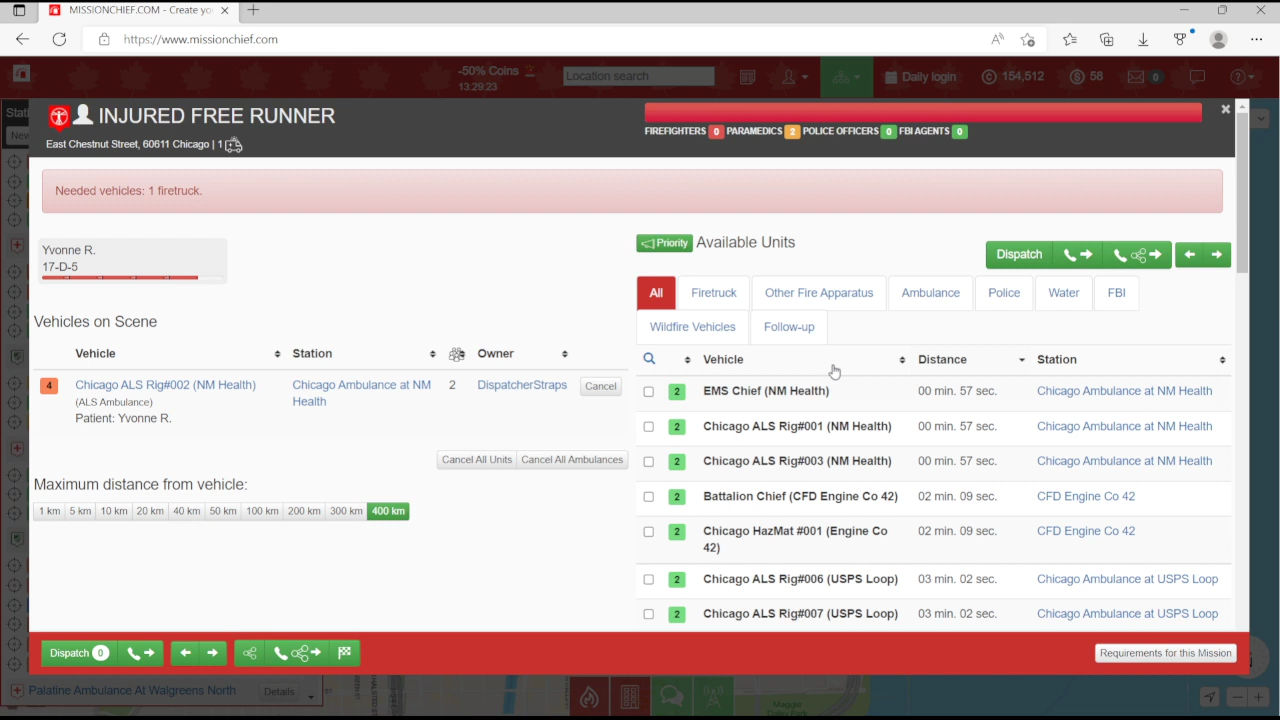 MISSIONCHIEF.COM - Create yo
https://www.missionchief.com
-50% Coins
13:29:23
Location search
Daily login
154,512
58
0
Stati
New
INJURED FREE RUNNER
East Chestnut Street, 60611 Chicago | 1
FIREFIGHTERS 0 PARAMEDICS 2 POLICE OFFICERS 0 FBI AGENTS 0
Needed vehicles: 1 firetruck.
Yvonne R.
17-D-5
Vehicles on Scene
Vehicle Station Owner
4 Chicago ALS Rig#002 (NM Health) Chicago Ambulance at NM Health 2 DispatcherStraps Cancel
(ALS Ambulance)
Patient: Yvonne R.
Cancel All Units Cancel All Ambulances
Maximum distance from vehicle:
1 km 5 km 10 km 20 km 40 km 50 km 100 km 200 km 300 km 400 km
Priority Available Units
Dispatch
All Firetruck Other Fire Apparatus Ambulance Police Water FBI
Wildfire Vehicles Follow-up
Vehicle Distance Station
2 EMS Chief (NM Health) 00 min. 57 sec. Chicago Ambulance at NM Health
2 Chicago ALS Rig#001 (NM Health) 00 min. 57 sec. Chicago Ambulance at NM Health
2 Chicago ALS Rig#003 (NM Health) 00 min. 57 sec. Chicago Ambulance at NM Health
2 Battalion Chief (CFD Engine Co 42) 02 min. 09 sec. CFD Engine Co 42
2 Chicago HazMat #001 (Engine Co 42) 02 min. 09 sec. CFD Engine Co 42
2 Chicago ALS Rig#006 (USPS Loop) 03 min. 02 sec. Chicago Ambulance at USPS Loop
2 Chicago ALS Rig#007 (USPS Loop) 03 min. 02 sec. Chicago Ambulance at USPS Loop
Dispatch 0
Requirements for this Mission
Palatine Ambulance At Walgreens North Details
Maggie
Daley Park